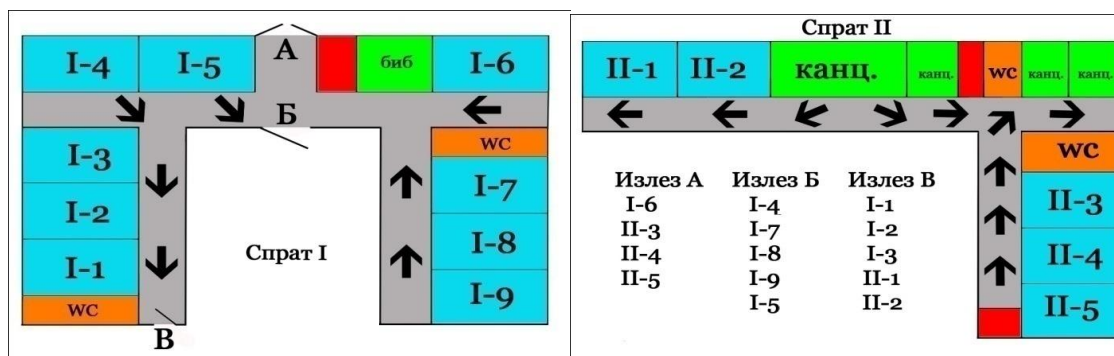 А
I-4 I-5 биб I-6
Б
I-3 WC
I-2 I-7
I-1 I-8
WC I-9
Спрат I
В
Спрат II
II-1 II-2 канц. канц. wc канц. канц.
wc
II-3
II-4
II-5
Излез А Излез Б Излез В
I-6 I-4 I-1
II-3 I-7 I-2
II-4 I-8 I-3
II-5 I-9 II-1
I-5 II-2